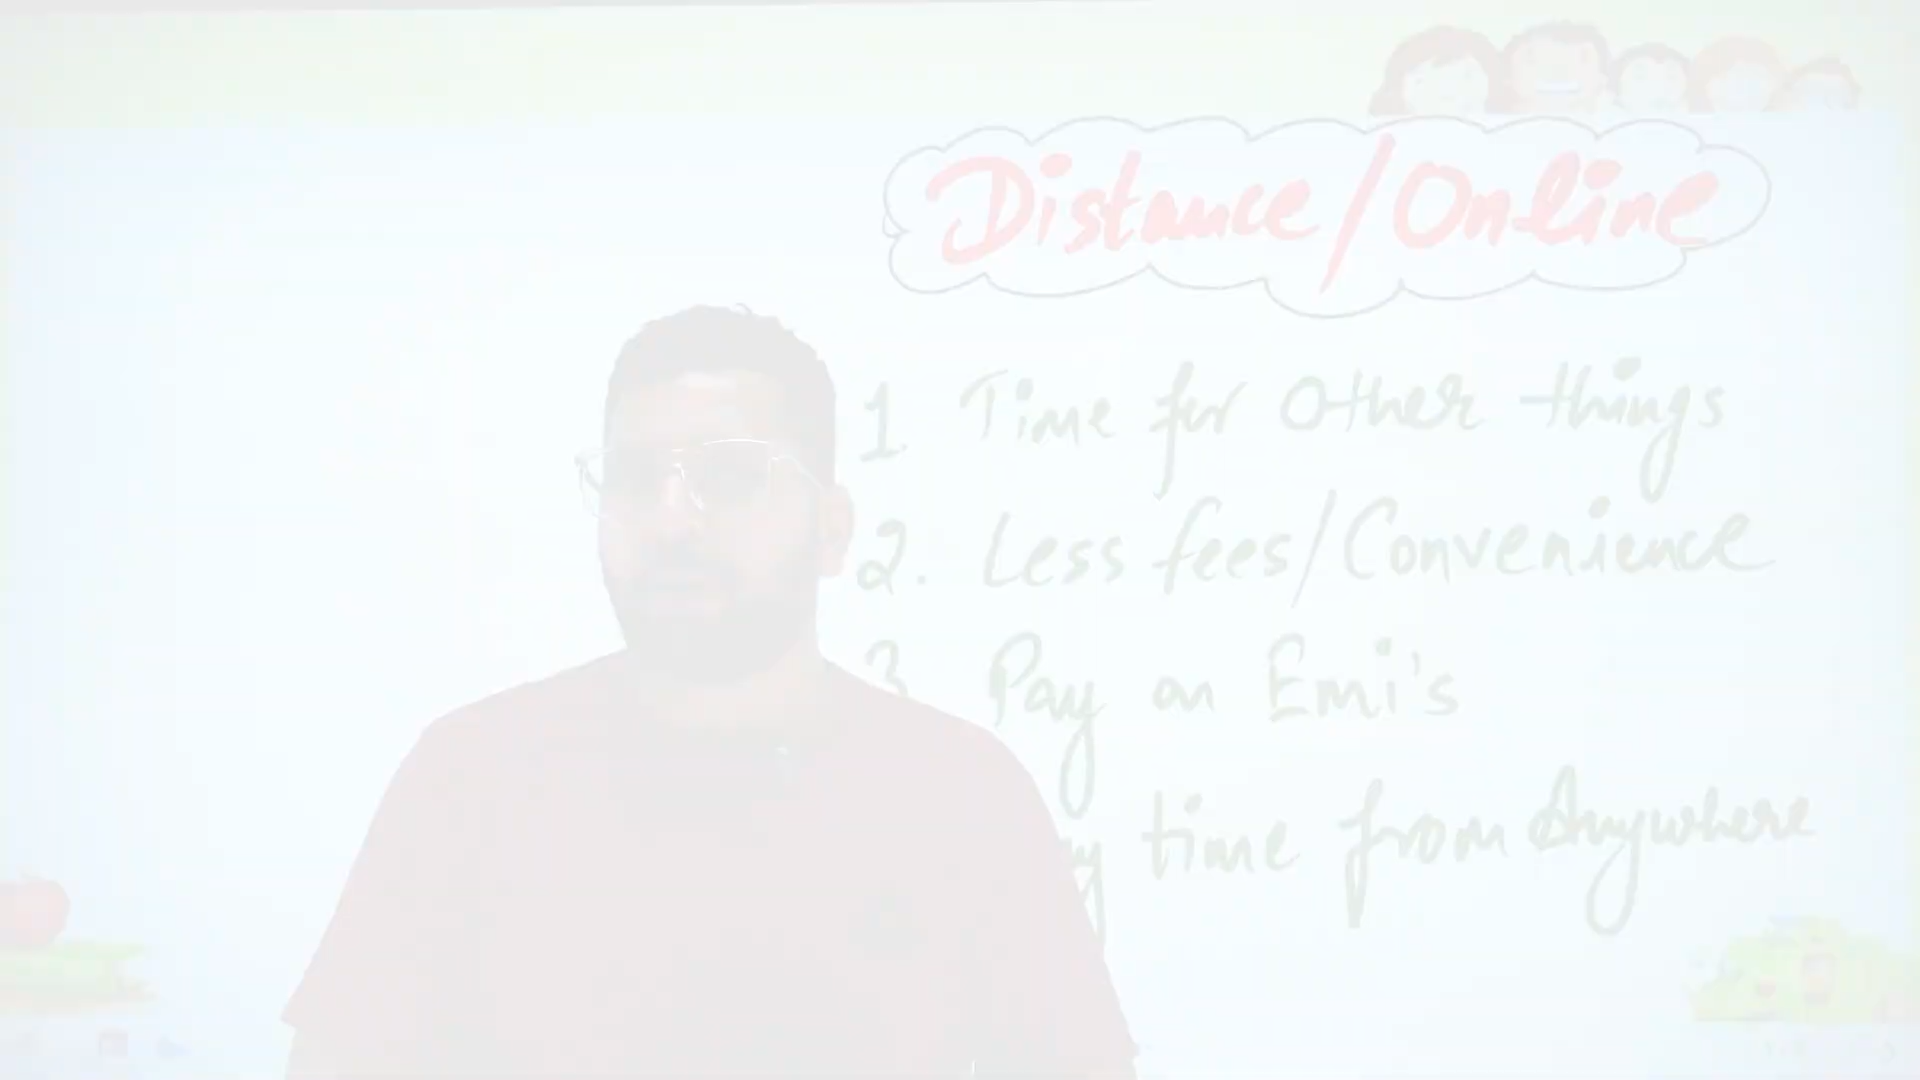 Distance/Online
1. Time for Other things
2. Less fees/Convenience
3 Pay on Emi's
time from Anywhere